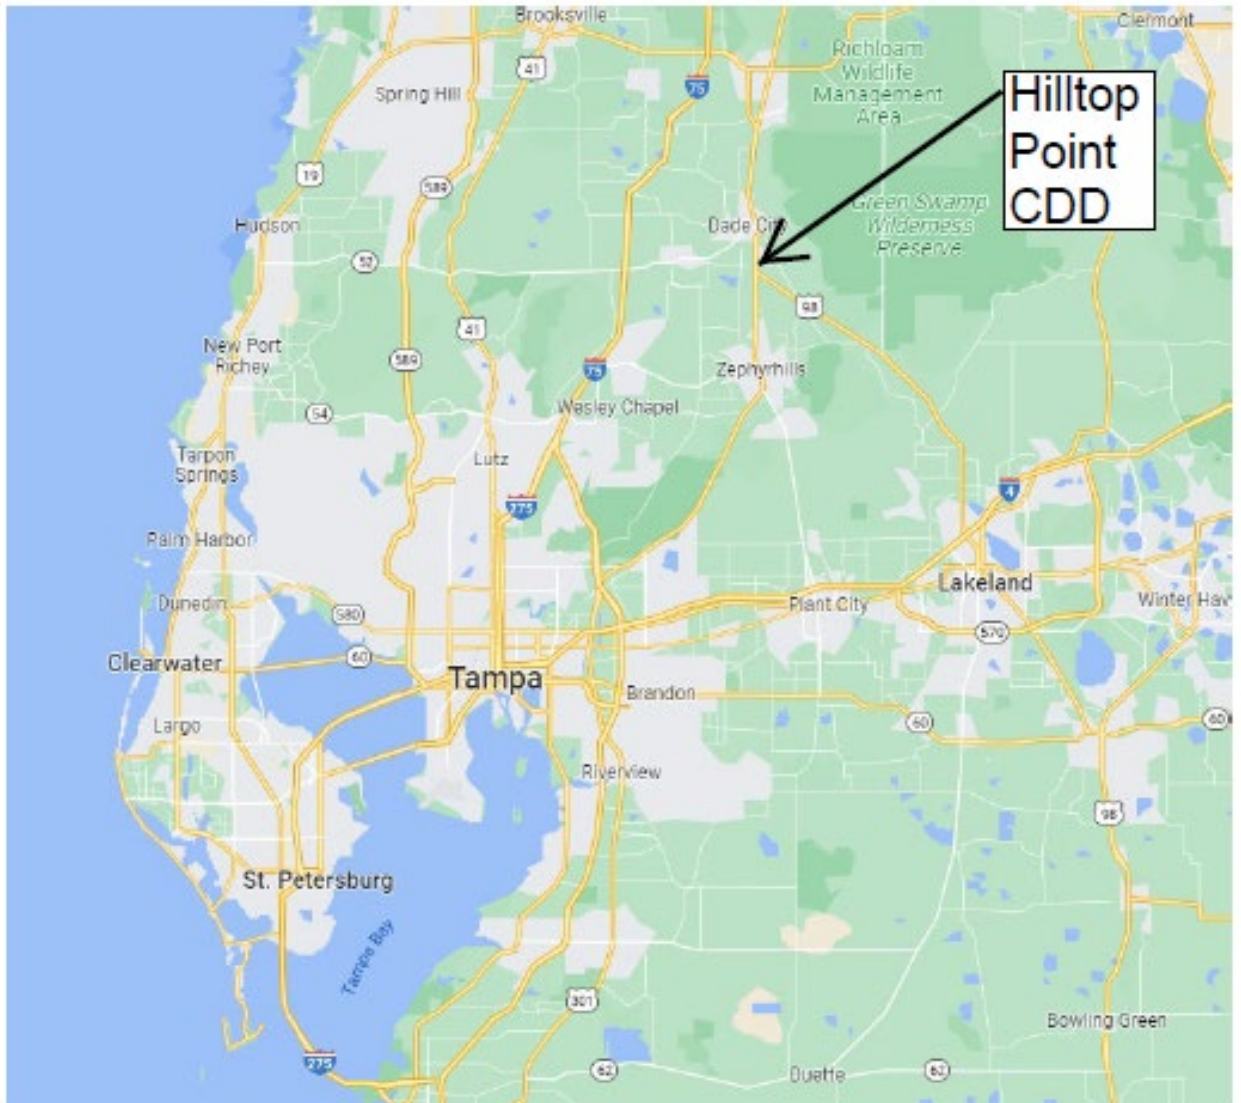 Brooksville
Clermont
41
Richloam
Wildlife
Management
Area
75
Spring Hill
Hilltop
Point
CDD
19
589
Green Swamp
Wilderness
Preserve
Hudson
Dade City
52
98
41
New Port
Richey
589
75
Zephyrhills
54
Wesley Chapel
Tarpon
Springs
Lutz
4
275
Palm Harbor
Lakeland
Dunedin
580
Plant City
Winter Hav
570
60
Clearwater
Tampa
Brandon
60
60
Largo
Riverview
98
St. Petersburg
Tampa Bay
301
Bowling Green
275
62
Duette
62